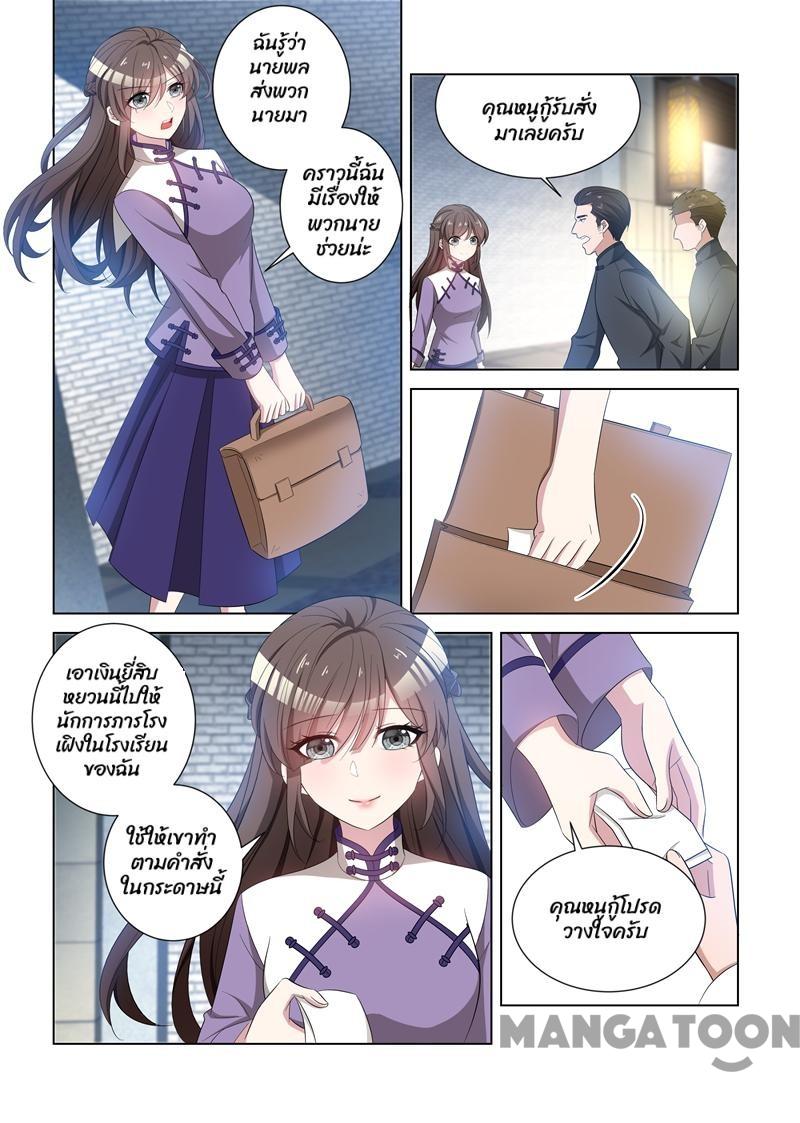 ฉันรู้ว่า
นายพล
ส่งพวก
นายมา
คราวนี้ฉัน
มีเรื่องให้
พวกนาย
ช่วยน่ะ
คุณหนูกู้รับสั่ง
มาเลยครับ
เอาเงินยี่สิบ
หยวนนี้ไปให้
นักการภารโรง
เฝิงในโรงเรียน
ของฉัน
ใช้ให้เขาทำ
ตามคำสั่ง
ในกระดาษนี้
คุณหนูกู้โปรด
วางใจครับ
MANGATOON